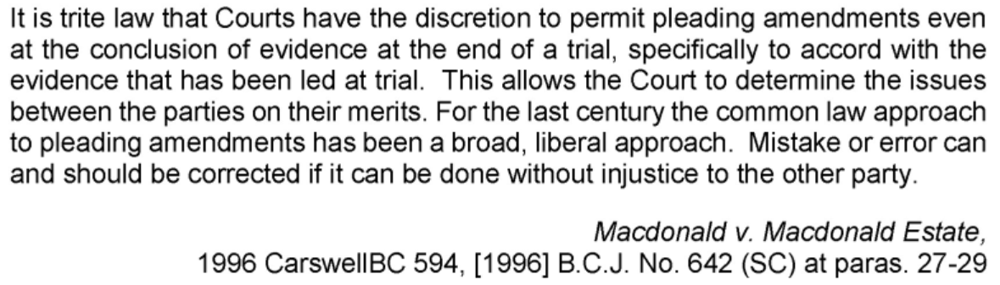 It is trite law that Courts have the discretion to permit pleading amendments even
at the conclusion of evidence at the end of a trial, specifically to accord with the
evidence that has been led at trial.  This allows the Court to determine the issues
between the parties on their merits. For the last century the common law approach
to pleading amendments has been a broad, liberal approach.  Mistake or error can
and should be corrected if it can be done without injustice to the other party.
Macdonald v. Macdonald Estate,
1996 CarswellBC 594, [1996] B.C.J. No. 642 (SC) at paras. 27-29